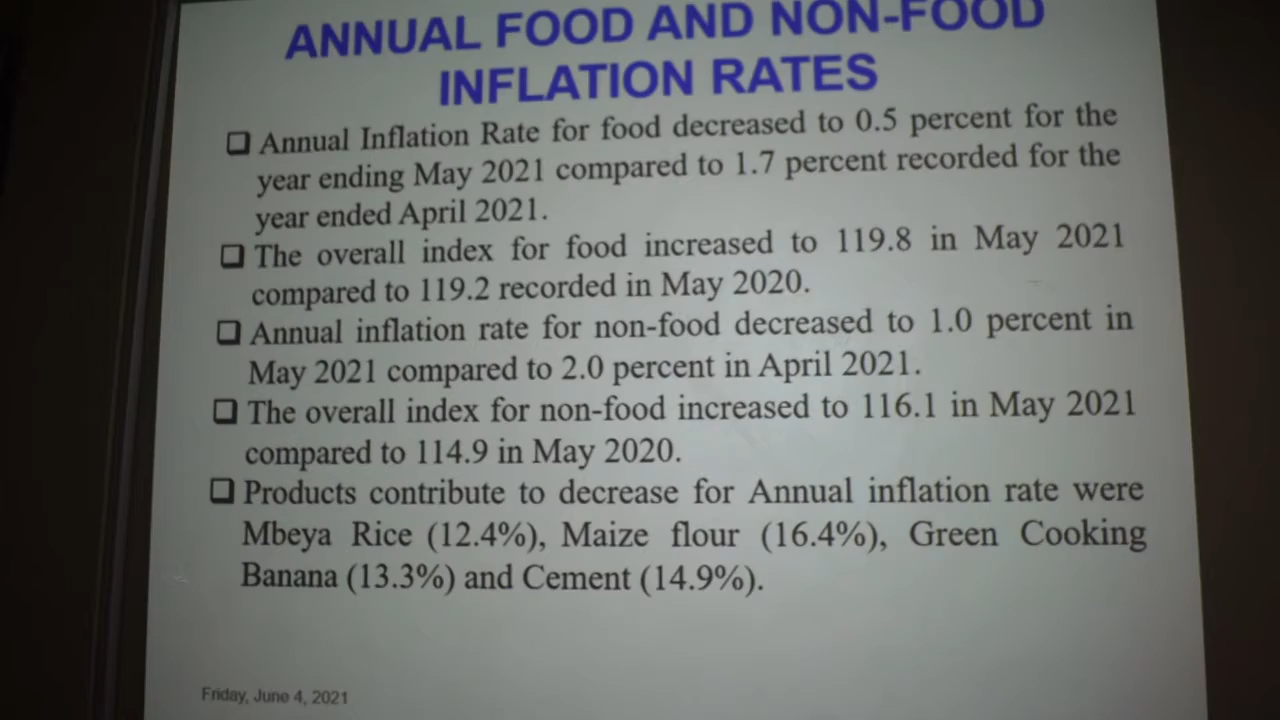 ANNUAL FOOD AND NON-FOOD
INFLATION RATES
❑ Annual Inflation Rate for food decreased to 0.5 percent for the
year ending May 2021 compared to 1.7 percent recorded for the
year ended April 2021.
❑ The overall index for food increased to 119.8 in May 2021
compared to 119.2 recorded in May 2020.
❑ Annual inflation rate for non-food decreased to 1.0 percent in
May 2021 compared to 2.0 percent in April 2021.
❑ The overall index for non-food increased to 116.1 in May 2021
compared to 114.9 in May 2020.
❑ Products contribute to decrease for Annual inflation rate were
Mbeya Rice (12.4%), Maize flour (16.4%), Green Cooking
Banana (13.3%) and Cement (14.9%).
Friday, June 4, 2021